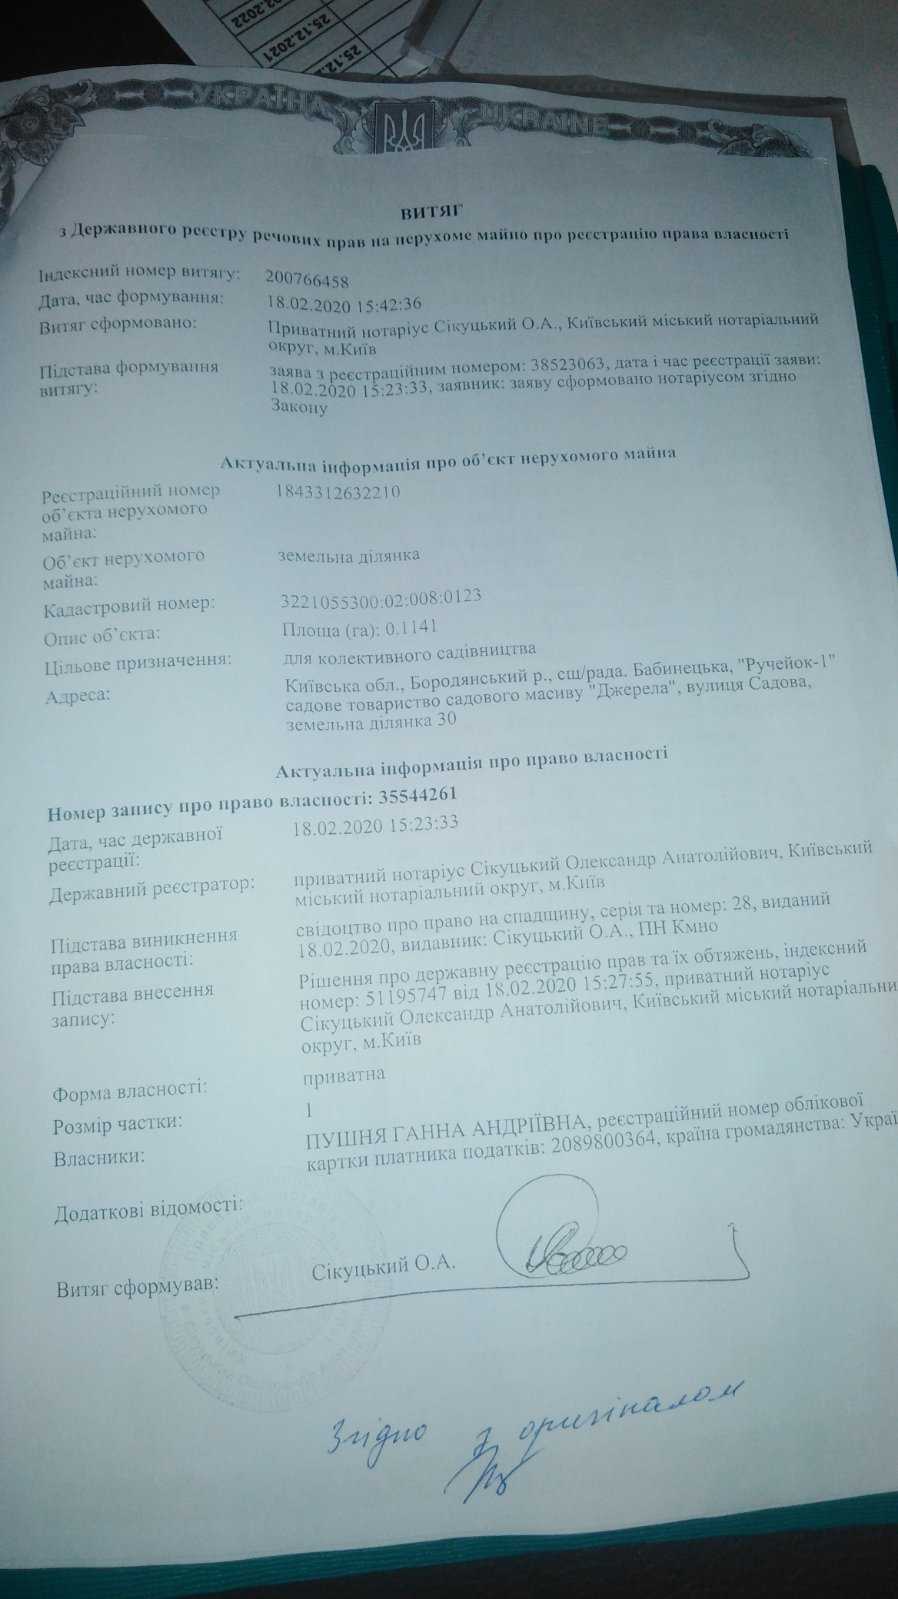 02.2022
25.12.2021
25.12.2
УКРАЇНА UKRAINE
ВИТЯГ
з Державного реєстру речових прав на нерухоме майно про реєстрацію права власності
Індексний номер витягу: 200766458
Дата, час формування: 18.02.2020 15:42:36
Витяг сформовано: Приватний нотаріус Сікуцький О.А., Київський міський нотаріальний
округ, м.Київ
Підстава формування заява з реєстраційним номером: 38523063, дата і час реєстрації заяви:
витягу: 18.02.2020 15:23:33, заявник: заяву сформовано нотаріусом згідно
Закону
Актуальна інформація про об’єкт нерухомого майна
Реєстраційний номер 1843312632210
об’єкта нерухомого
майна:
Об’єкт нерухомого земельна ділянка
майна:
Кадастровий номер: 3221055300:02:008:0123
Опис об’єкта: Площа (га): 0.1141
Цільове призначення: для колективного садівництва
Адреса: Київська обл., Бородянський р., сш/рада. Бабинецька, "Ручейок-1"
садове товариство садового масиву "Джерела", вулиця Садова,
земельна ділянка 30
Актуальна інформація про право власності
Номер запису про право власності: 35544261
Дата, час державної 18.02.2020 15:23:33
реєстрації:
Державний реєстратор: приватний нотаріус Сікуцький Олександр Анатолійович, Київський
міський нотаріальний округ, м.Київ
Підстава виникнення свідоцтво про право на спадщину, серія та номер: 28, виданий
права власності: 18.02.2020, видавник: Сікуцький О.А., ПН Кмно
Підстава внесення Рішення про державну реєстрацію прав та їх обтяжень, індексний
запису: номер: 51195747 від 18.02.2020 15:27:55, приватний нотаріус
Сікуцький Олександр Анатолійович, Київський міський нотаріальни
округ, м.Київ
Форма власності: приватна
Розмір частки: 1
Власники: ПУШНЯ ГАННА АНДРІЇВНА, реєстраційний номер облікової
картки платника податків: 2089800364, країна громадянства: Украї
Додаткові відомості:
Витяг сформував: Сікуцький О.А.
Згідно з оригіналом